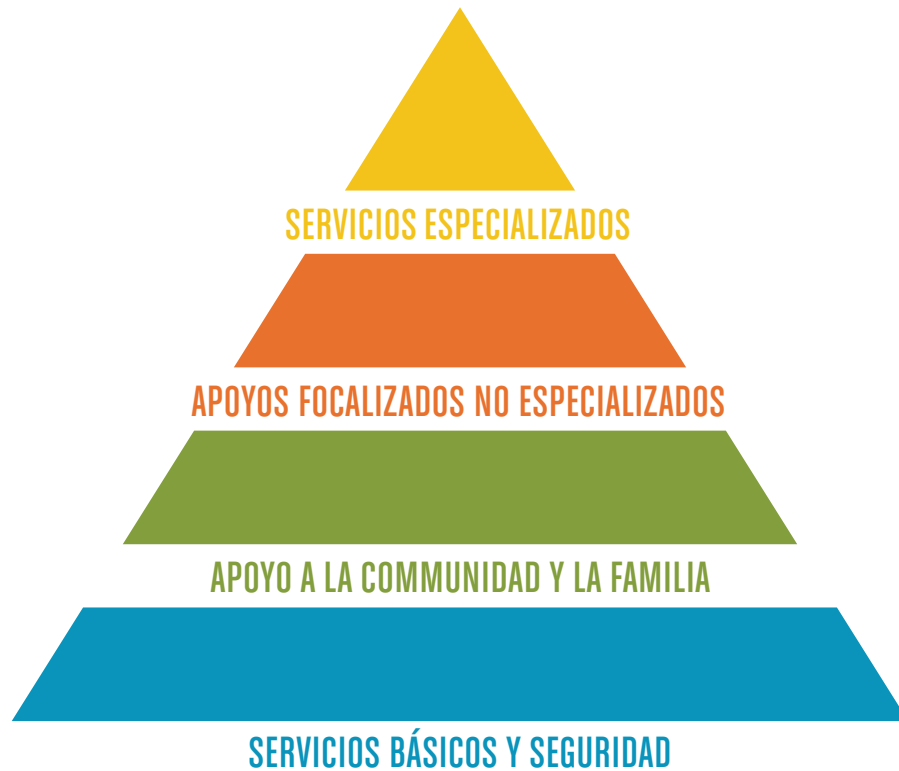 SERVICIOS ESPECIALIZADOS
APOYOS FOCALIZADOS NO ESPECIALIZADOS
APOYO A LA COMMUNIDAD Y LA FAMILIA
SERVICIOS BÁSICOS Y SEGURIDAD